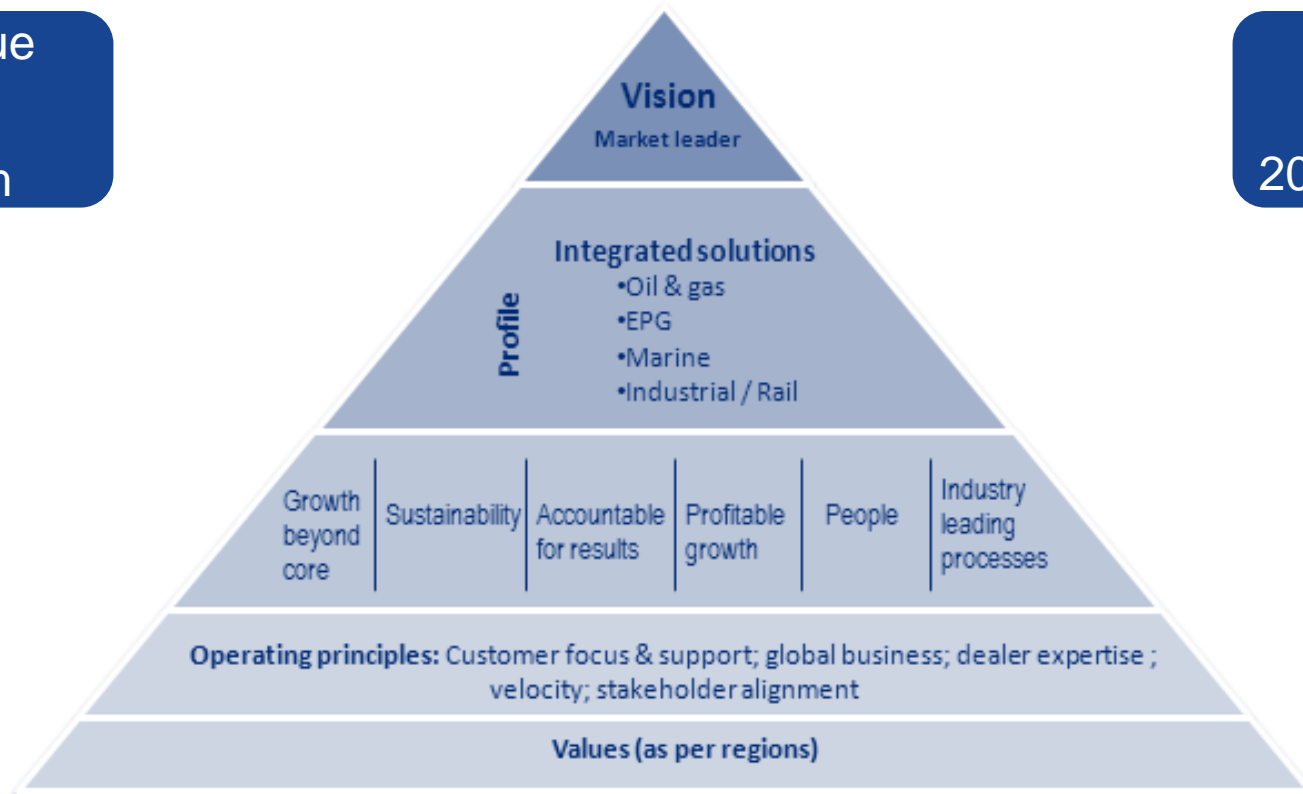 Vision
Market leader
Integrated solutions
•Oil & gas
•EPG
•Marine
•Industrial / Rail
Profile
Growth
beyond
core
Sustainability
Accountable
for results
Profitable
growth
People
Industry
leading
processes
Operating principles: Customer focus & support; global business; dealer expertise ;
velocity; stakeholder alignment
Values (as per regions)